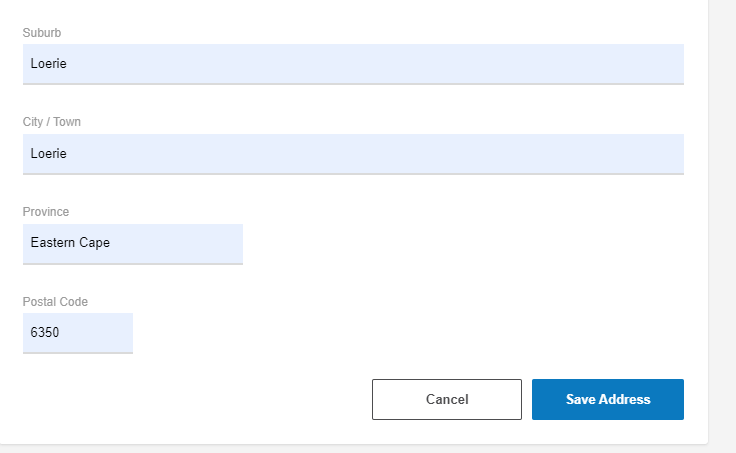 Suburb
Loerie
City / Town
Loerie
Province
Eastern Cape
Postal Code
6350
Cancel Save Address